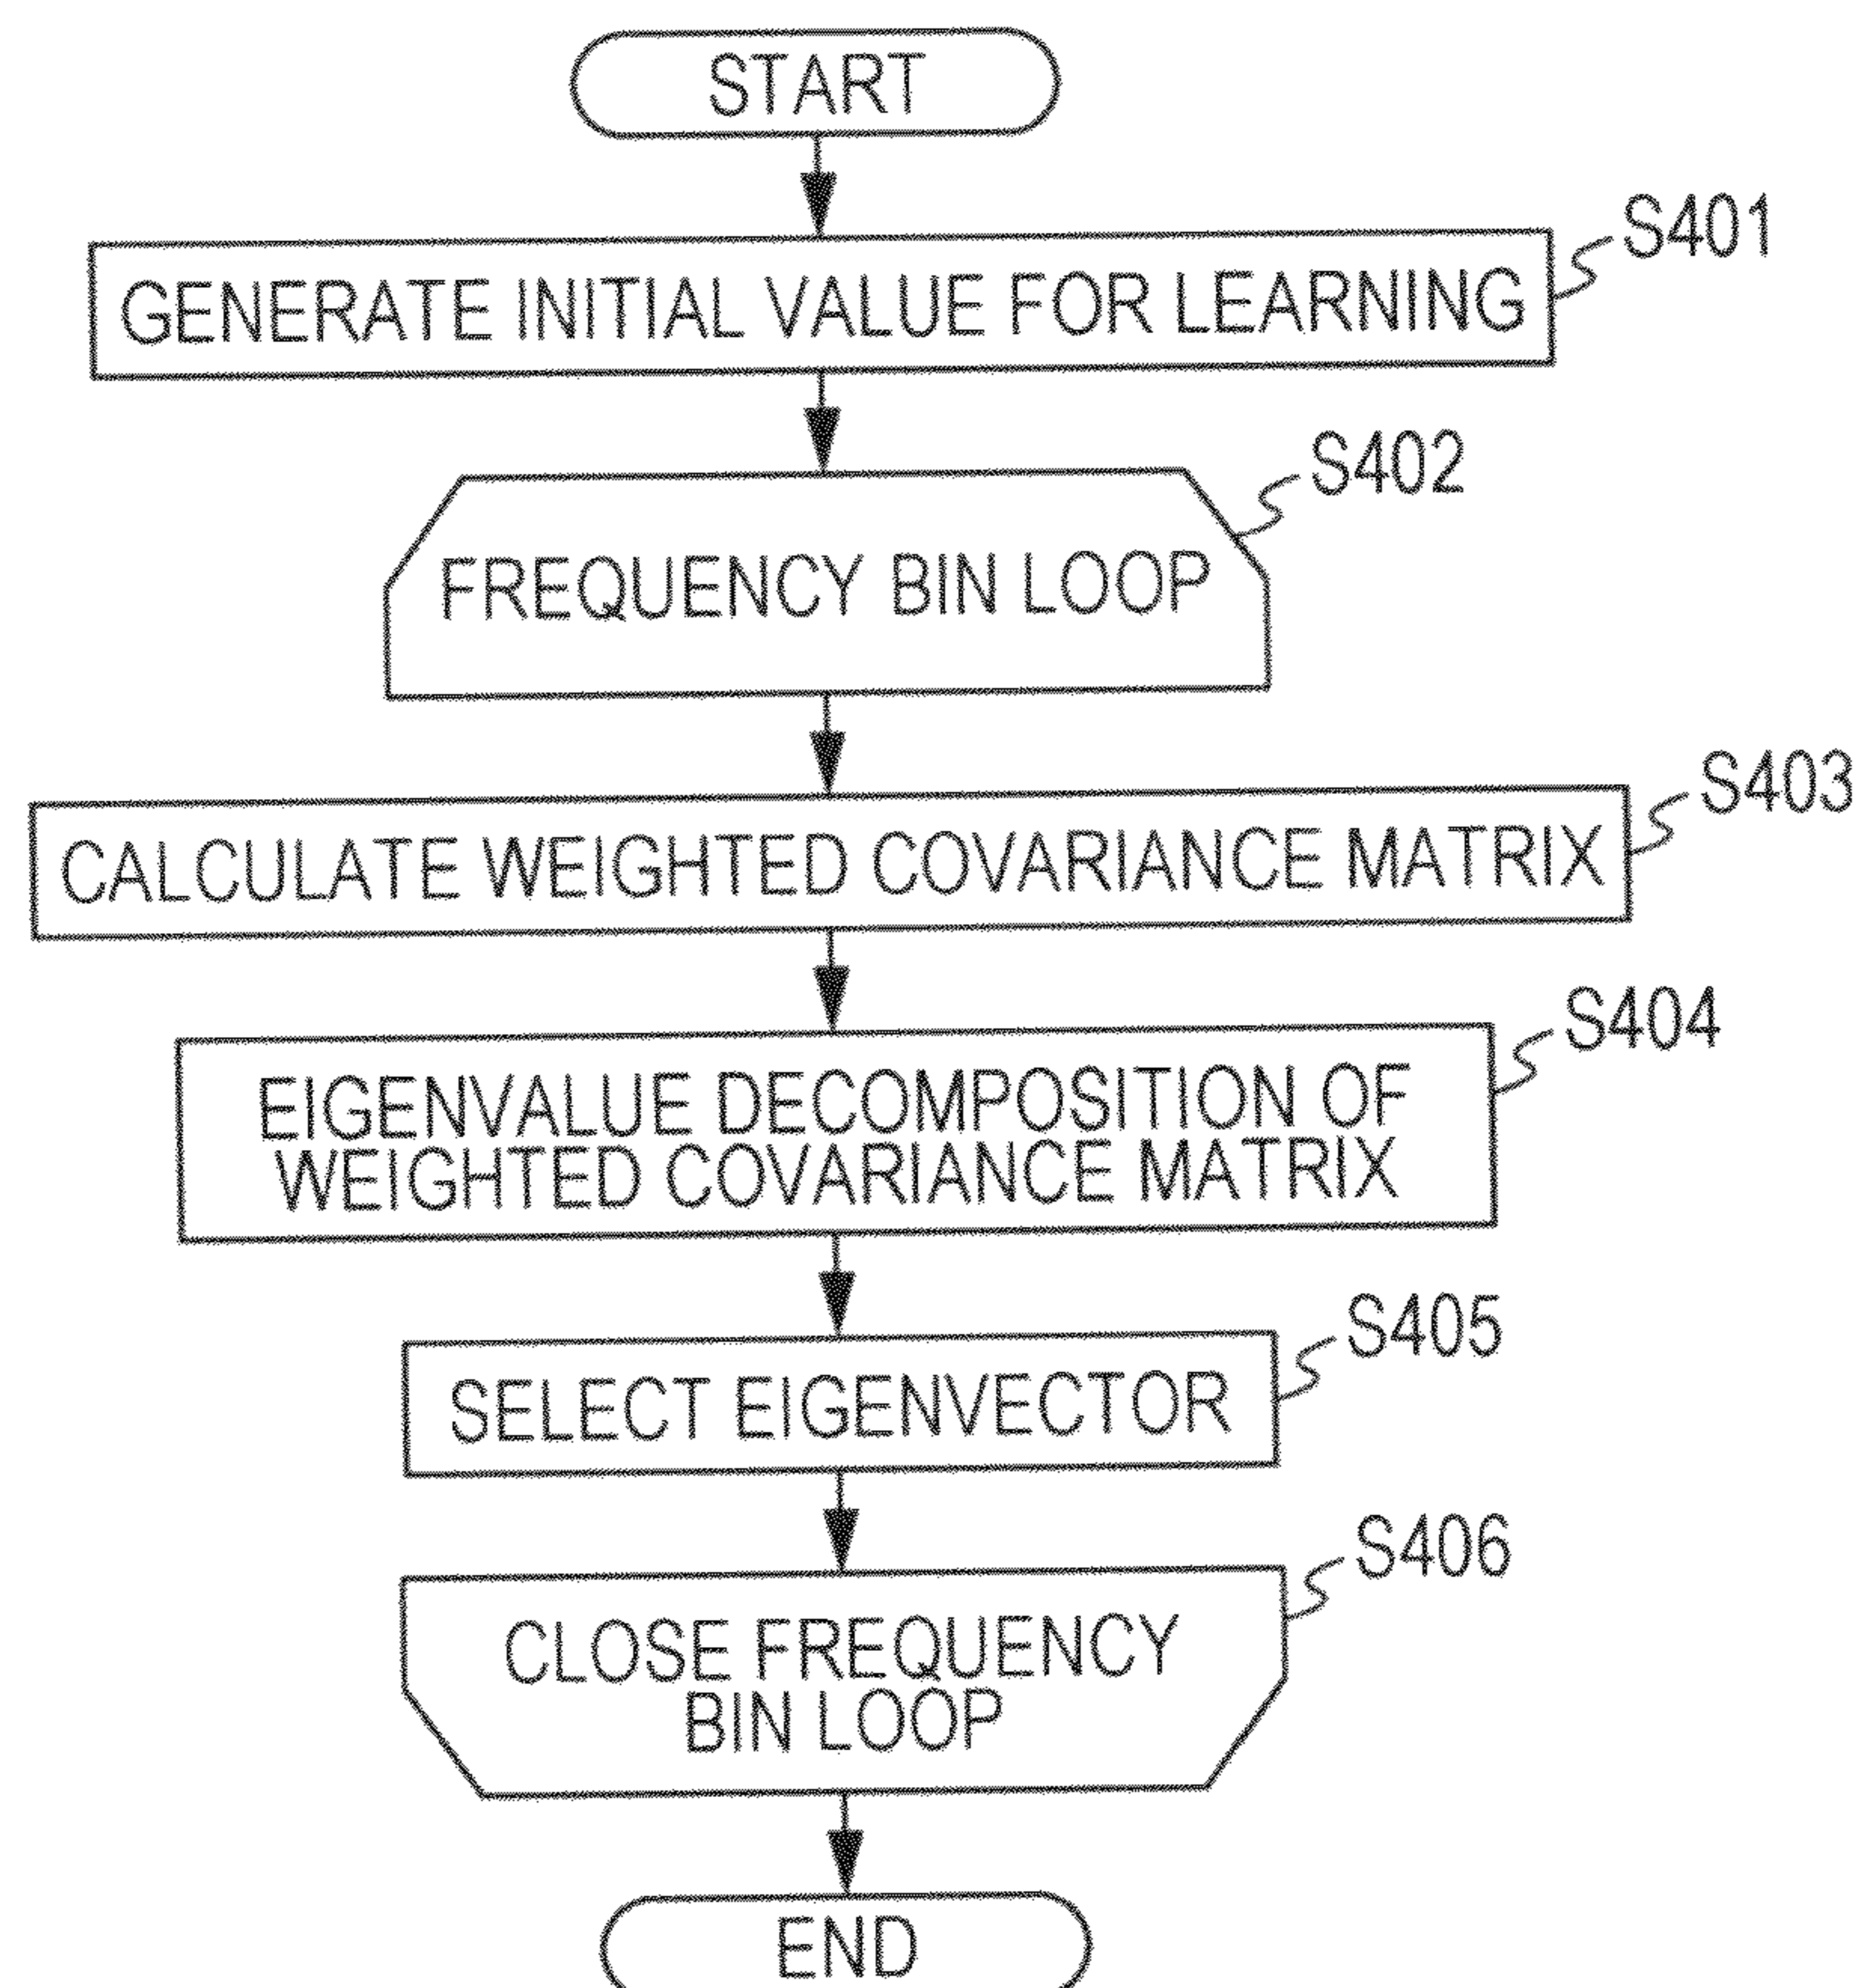 START
S401
GENERATE INITIAL VALUE FOR LEARNING
S402
FREQUENCY BIN LOOP
S403
CALCULATE WEIGHTED COVARIANCE MATRIX
S404
EIGENVALUE DECOMPOSITION OF
WEIGHTED COVARIANCE MATRIX
S405
SELECT EIGENVECTOR
S406
CLOSE FREQUENCY
BIN LOOP
END